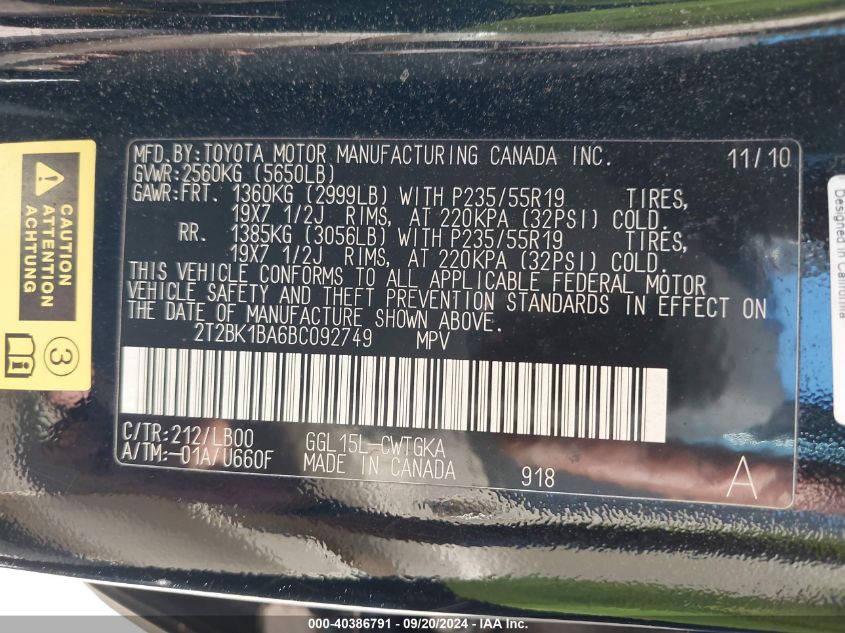 MFD.BY:TOYOTA MOTOR MANUFACTURING CANADA INC. 11/10
GVWR:2560KG (5650LB)
GAWR:FRT. 1360KG (2999LB) WITH P235/55R19 TIRES,
19X7 1/2J RIMS, AT 220KPA (32PSI) COLD.
RR. 1385KG (3056LB) WITH P235/55R19 TIRES,
19X7 1/2J RIMS, AT 220KPA (32PSI) COLD.
THIS VEHICLE CONFORMS TO ALL APPLICABLE FEDERAL MOTOR
VEHICLE SAFETY AND THEFT PREVENTION STANDARDS IN EFFECT ON
THE DATE OF MANUFACTURE SHOWN ABOVE.
2T2BK1BA6BC092749 MPV
C/TR:212/LB00 GGL15L-CWTGKA
A/TM:-01A/U660F MADE IN CANADA 918 A
CAUTION
ATTENTION
ACHTUNG
3
Designed in California
000-40386791 - 09/20/2024 - IAA Inc.